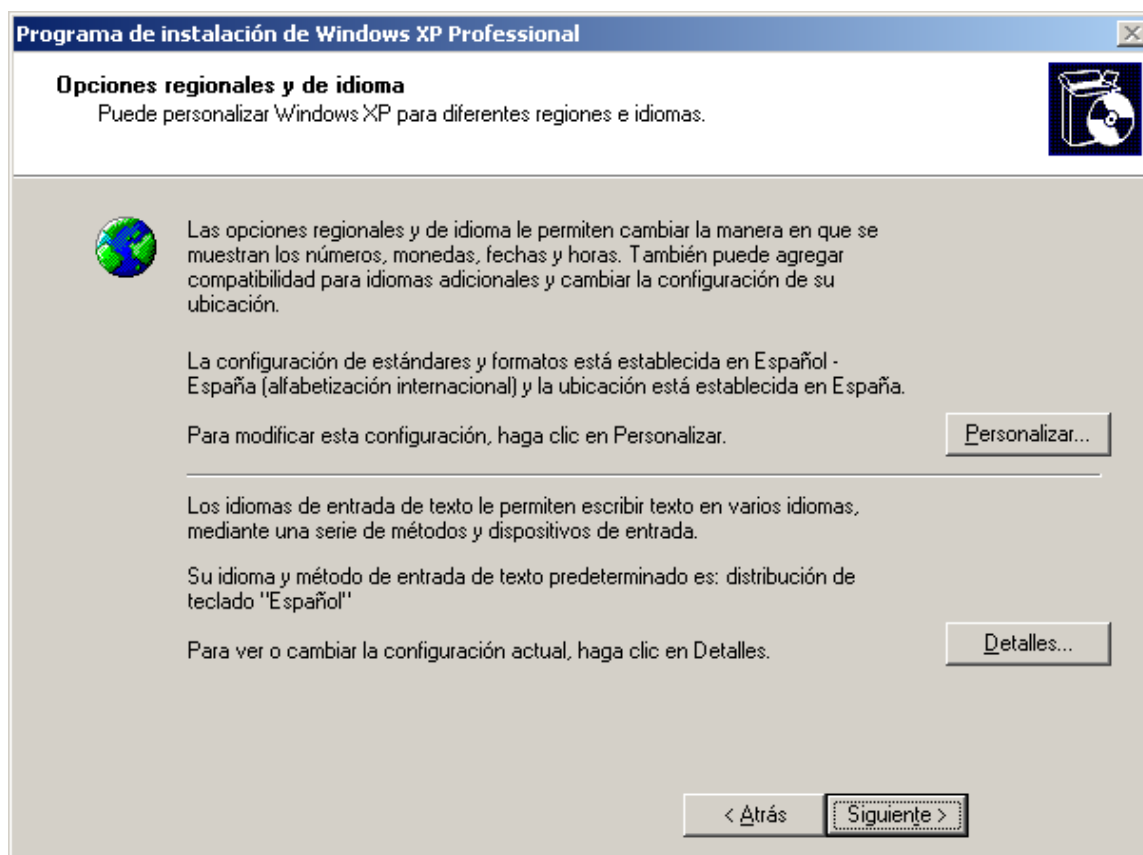 Programa de instalación de Windows XP Professional
Opciones regionales y de idioma
Puede personalizar Windows XP para diferentes regiones e idiomas.
Las opciones regionales y de idioma le permiten cambiar la manera en que se
muestran los números, monedas, fechas y horas. También puede agregar
compatibilidad para idiomas adicionales y cambiar la configuración de su
ubicación.
La configuración de estándares y formatos está establecida en Español -
España (alfabetización internacional) y la ubicación está establecida en España.
Para modificar esta configuración, haga clic en Personalizar.
Personalizar...
Los idiomas de entrada de texto le permiten escribir texto en varios idiomas,
mediante una serie de métodos y dispositivos de entrada.
Su idioma y método de entrada de texto predeterminado es: distribución de
teclado "Español"
Para ver o cambiar la configuración actual, haga clic en Detalles.
Detalles...
< Atrás
Siguiente >